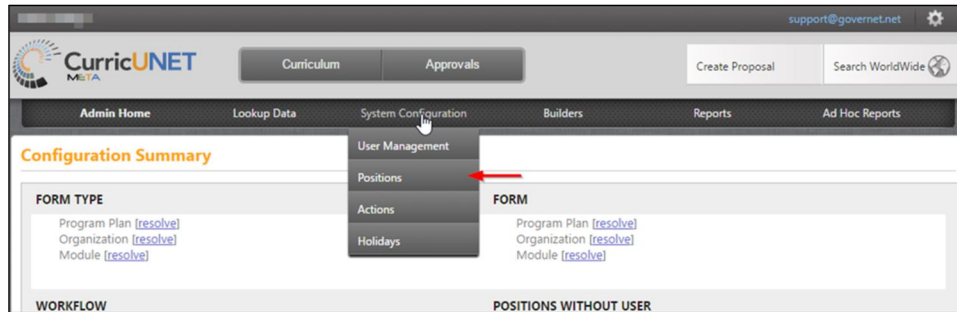 support@governet.net
CurricUNET
META
Curriculum
Approvals
Create Proposal
Search WorldWide
Admin Home
Lookup Data
System Configuration
Builders
Reports
Ad Hoc Reports
User Management
Positions
Actions
Holidays
Configuration Summary
FORM TYPE
Program Plan [resolve]
Organization [resolve]
Module [resolve]
FORM
Program Plan [resolve]
Organization [resolve]
Module [resolve]
WORKFLOW
POSITIONS WITHOUT USER